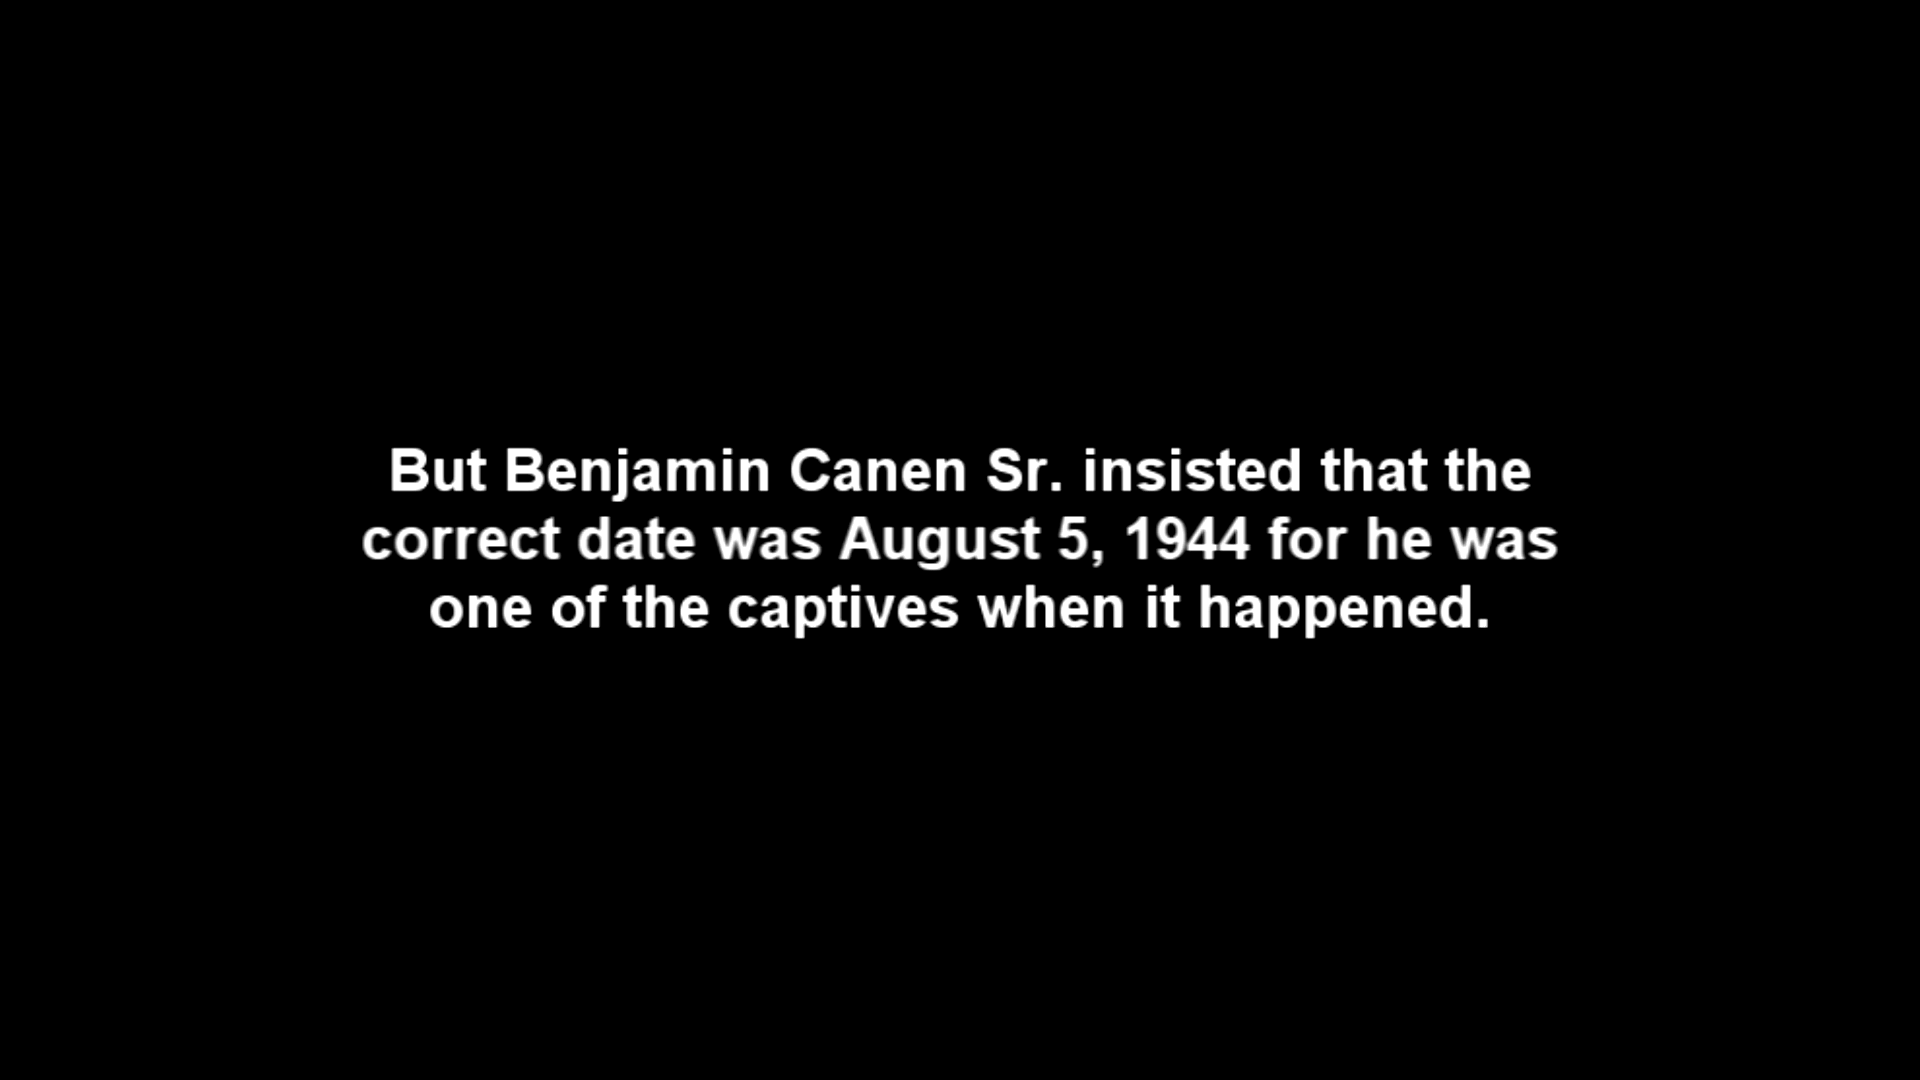 But Benjamin Canen Sr. insisted that the
correct date was August 5, 1944 for he was
one of the captives when it happened.